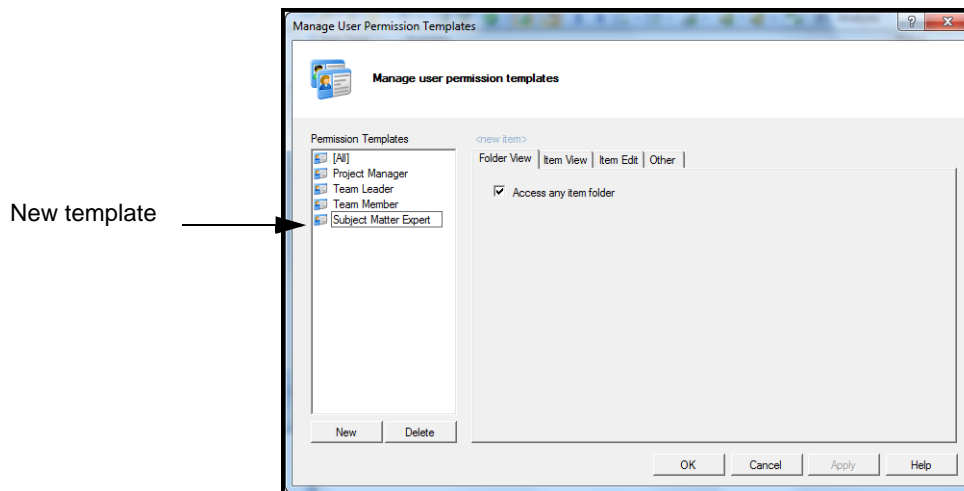 Manage User Permission Templates
Manage user permission templates
Permission Templates
<new item>
[All]
Project Manager
Team Leader
Team Member
Subject Matter Expert
Folder View
Item View
Item Edit
Other
Access any item folder
New template
New
Delete
OK
Cancel
Apply
Help